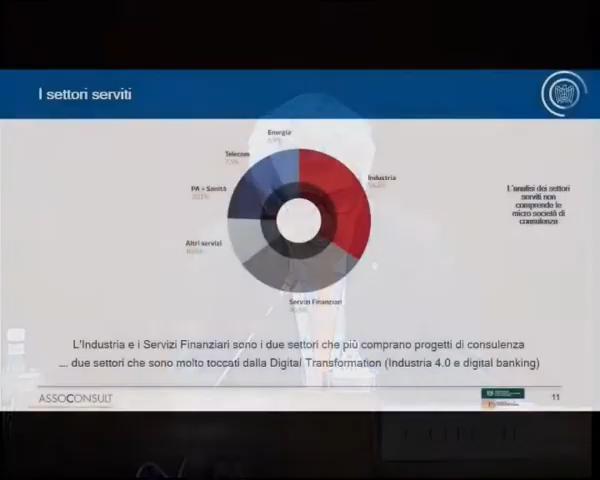 I settori serviti
Energia
Telecom
Industria
PA + Sanità
Altri servizi
Servizi Finanziari
L'analisi dei settori
serviti non
comprende le
micro società di
consulenza
L'Industria e i Servizi Finanziari sono i due settori che più comprano progetti di consulenza
... due settori che sono molto toccati dalla Digital Transformation (Industria 4.0 e digital banking)
ASSOCONSULT
11